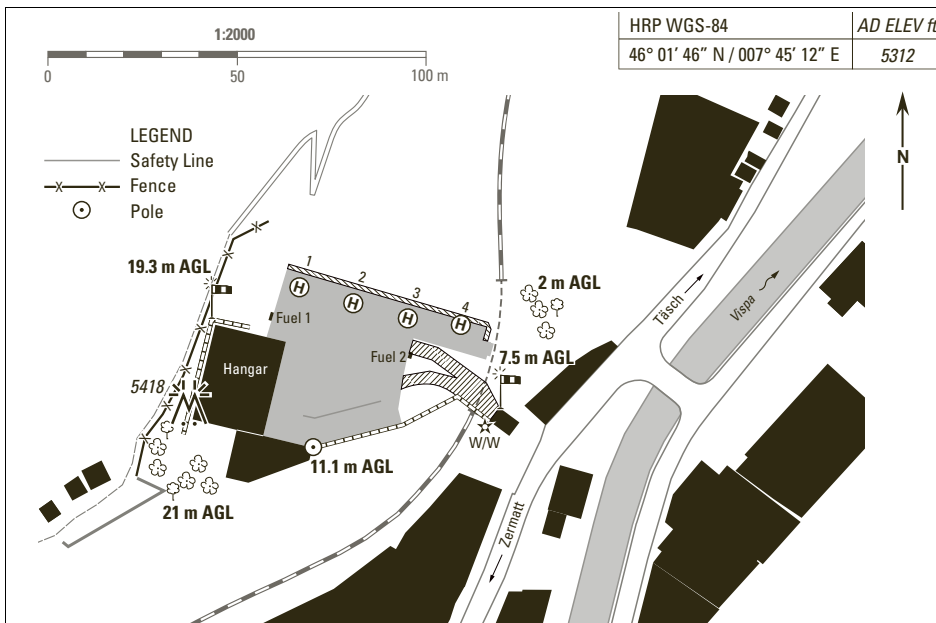 1:2000
0 50 100 m
HRP WGS-84 AD ELEV ft
46° 01' 46" N / 007° 45' 12" E 5312
N
LEGEND
Safety Line
Fence
Pole
19.3 m AGL
1
2
3
4
H
H
H
H
2 m AGL
Fuel 1
Fuel 2
7.5 m AGL
Hangar
5418
W/W
11.1 m AGL
21 m AGL
Täsch
Vispa
Zermatt